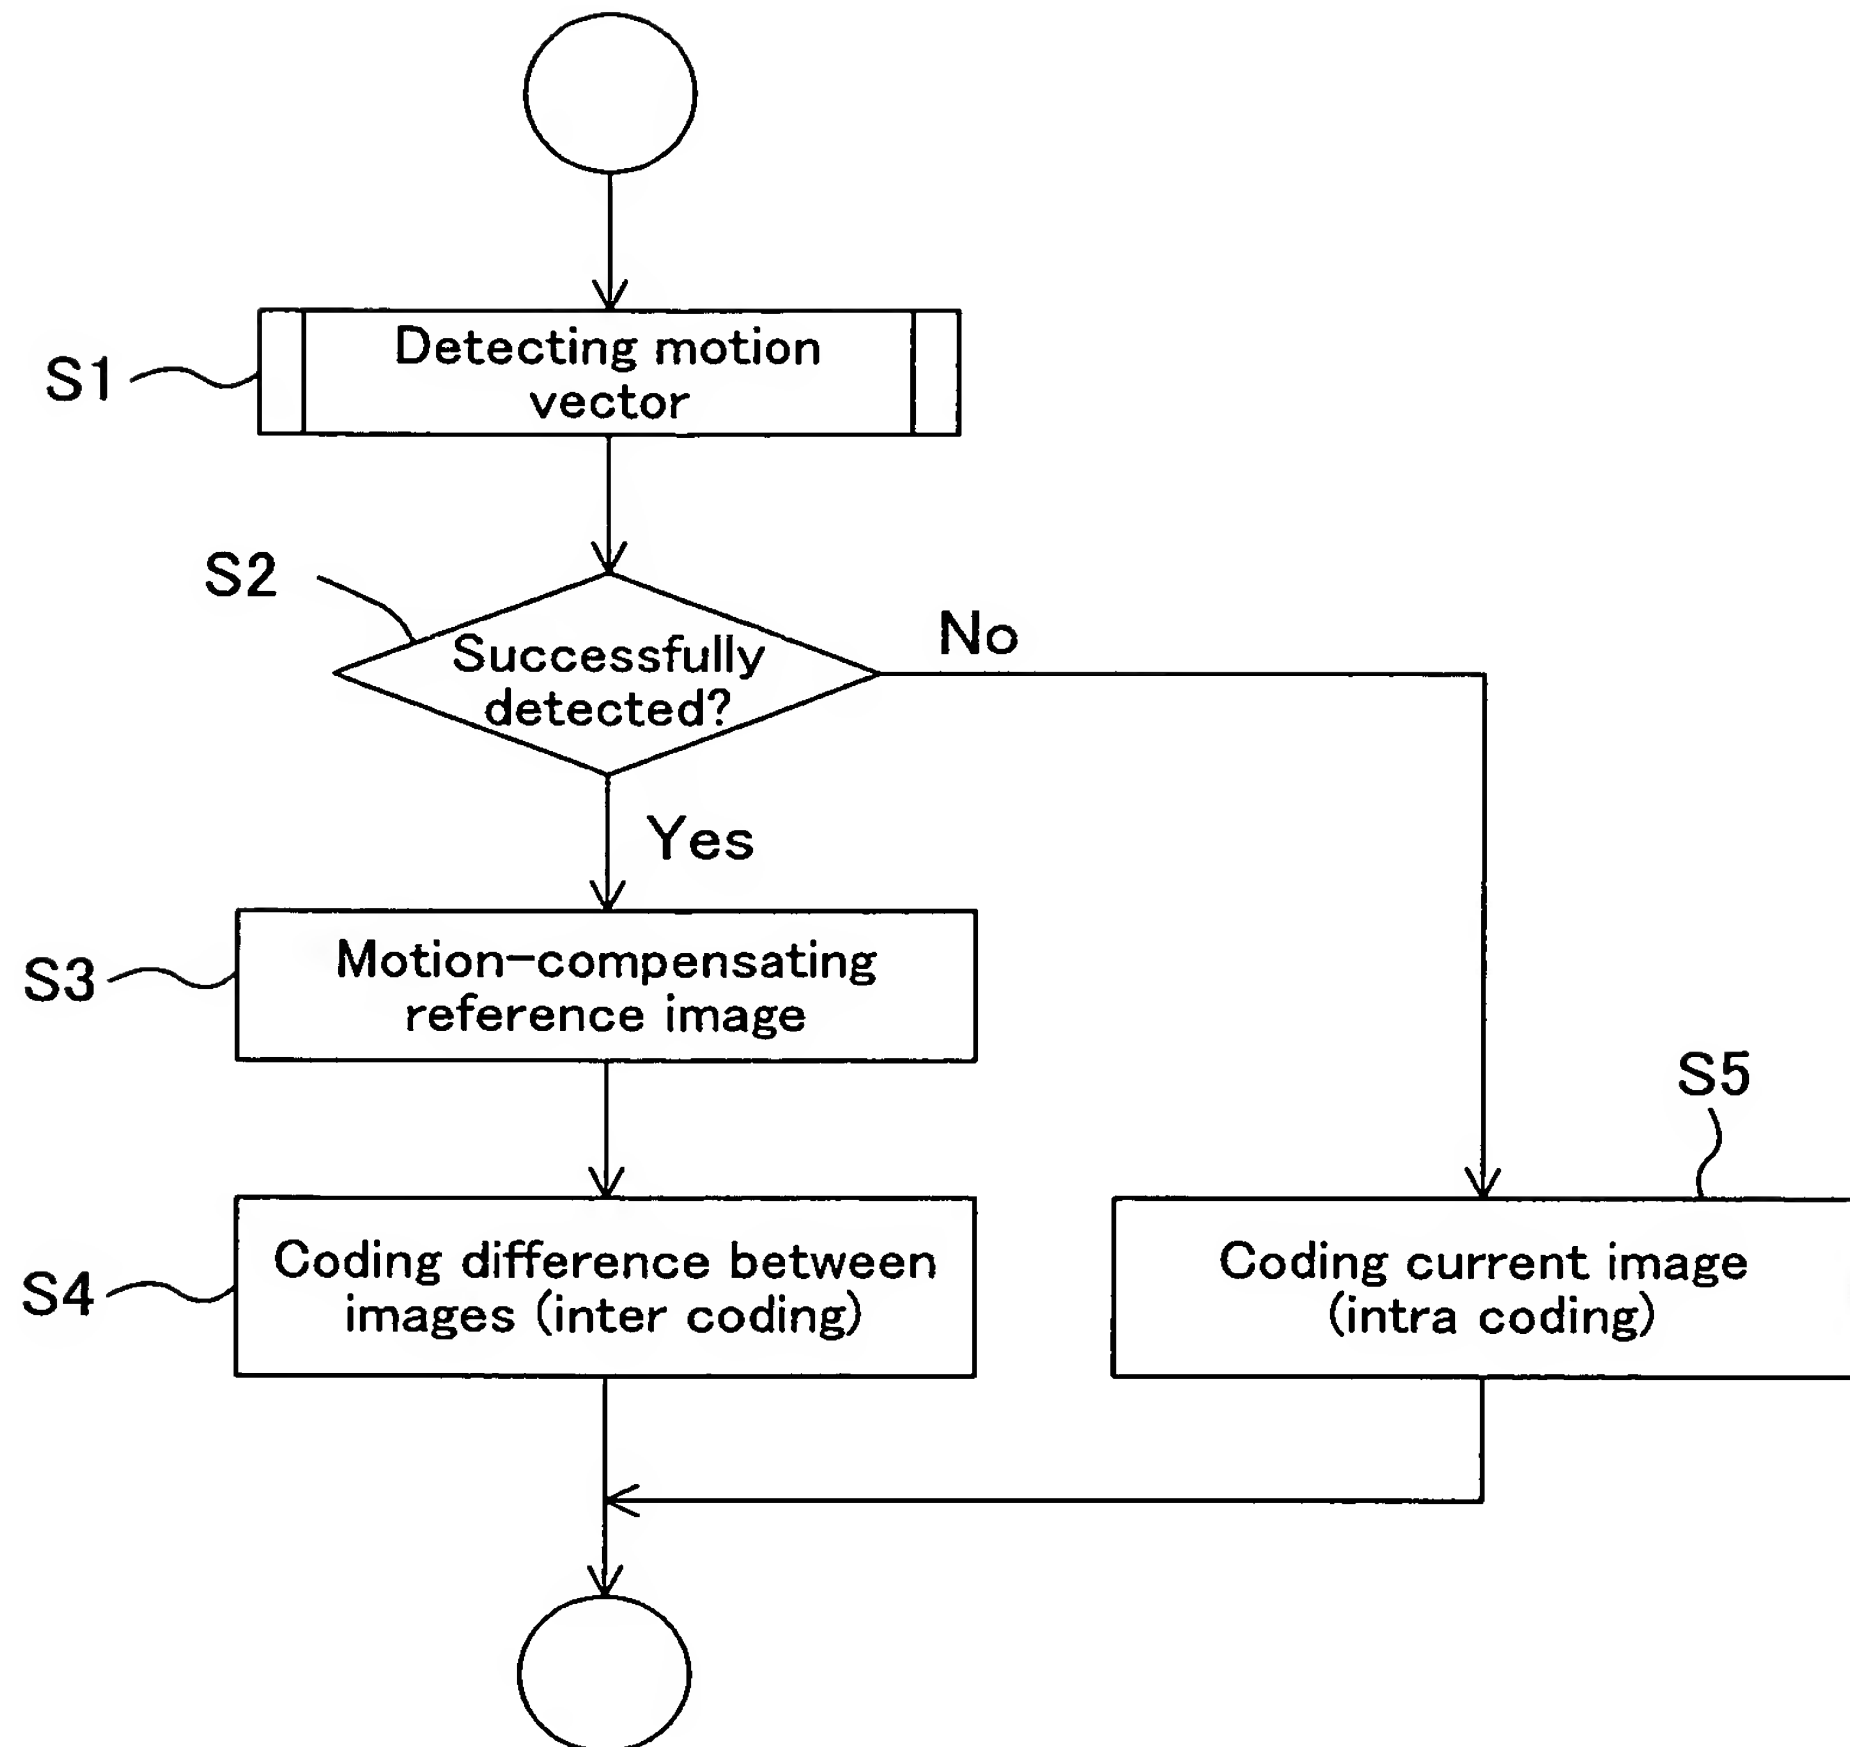 S1
Detecting motion
vector
S2
Successfully
detected?
No
Yes
S3
Motion-compensating
reference image
S4
Coding difference between
images (inter coding)
S5
Coding current image
(intra coding)